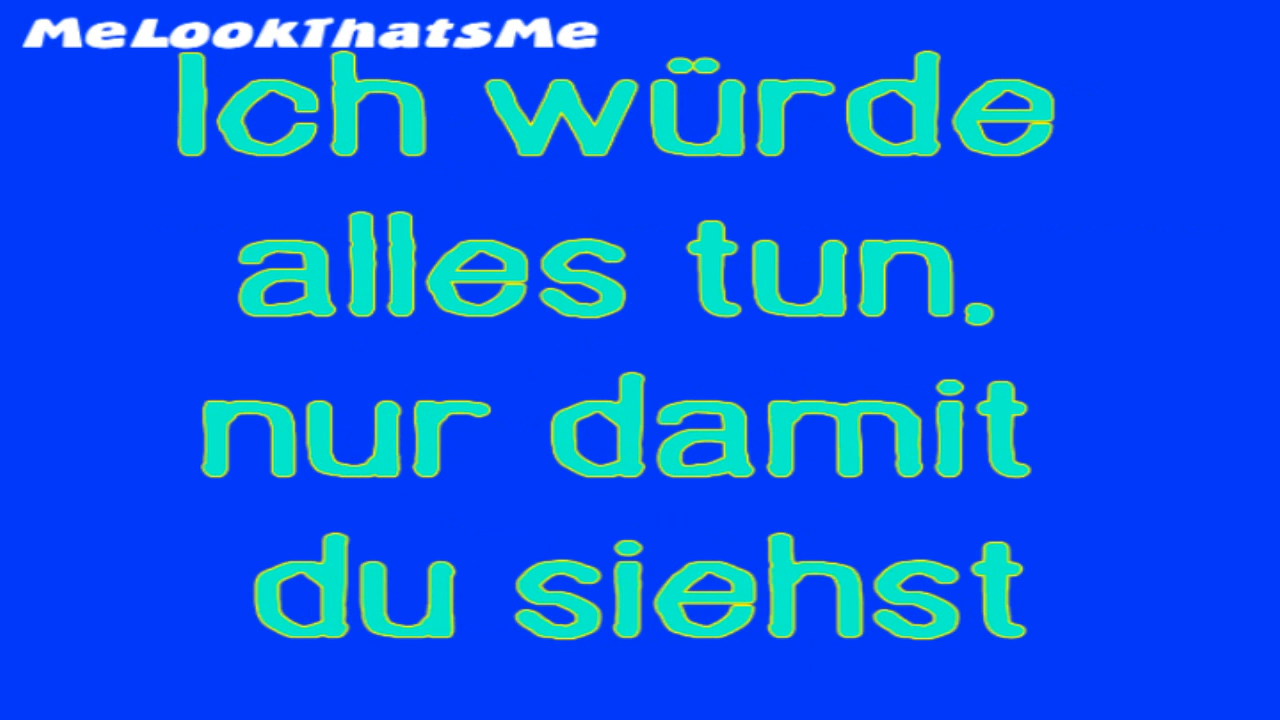 MeLookThatsMe
Ich würde
alles tun,
nur damit
du siehst